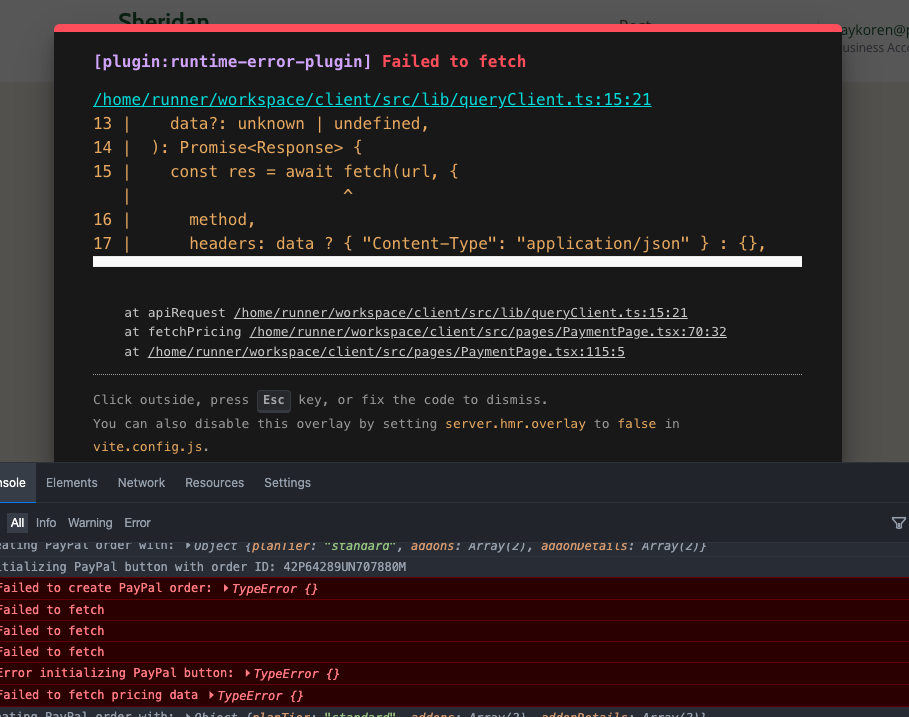 Sheridan
aykoren@
[plugin:runtime-error-plugin] Failed to fetch
/home/runner/workspace/client/src/lib/queryClient.ts:15:21
13 |    data?: unknown | undefined,
14 |  ): Promise<Response> {
15 |    const res = await fetch(url, {
   |                      ^
16 |      method,
17 |      headers: data ? { "Content-Type": "application/json" } : {},
at apiRequest /home/runner/workspace/client/src/lib/queryClient.ts:15:21
at fetchPricing /home/runner/workspace/client/src/pages/PaymentPage.tsx:70:32
at /home/runner/workspace/client/src/pages/PaymentPage.tsx:115:5
Click outside, press Esc key, or fix the code to dismiss.
You can also disable this overlay by setting server.hmr.overlay to false in
vite.config.js.
nsole Elements Network Resources Settings
All Info Warning Error
eating PayPal order with: ▶Object {planTier: "standard", addons: Array(2), addonDetails: Array(2)}
itializing PayPal button with order ID: 42P64289UN707880M
Failed to create PayPal order: ▶TypeError {}
Failed to fetch
Failed to fetch
Failed to fetch
Error initializing PayPal button: ▶TypeError {}
Failed to fetch pricing data ▶TypeError {}
eating PayPal order with: ▶Object {planTier: "standard", addons: Array(2), addonDetails: Array(2)}